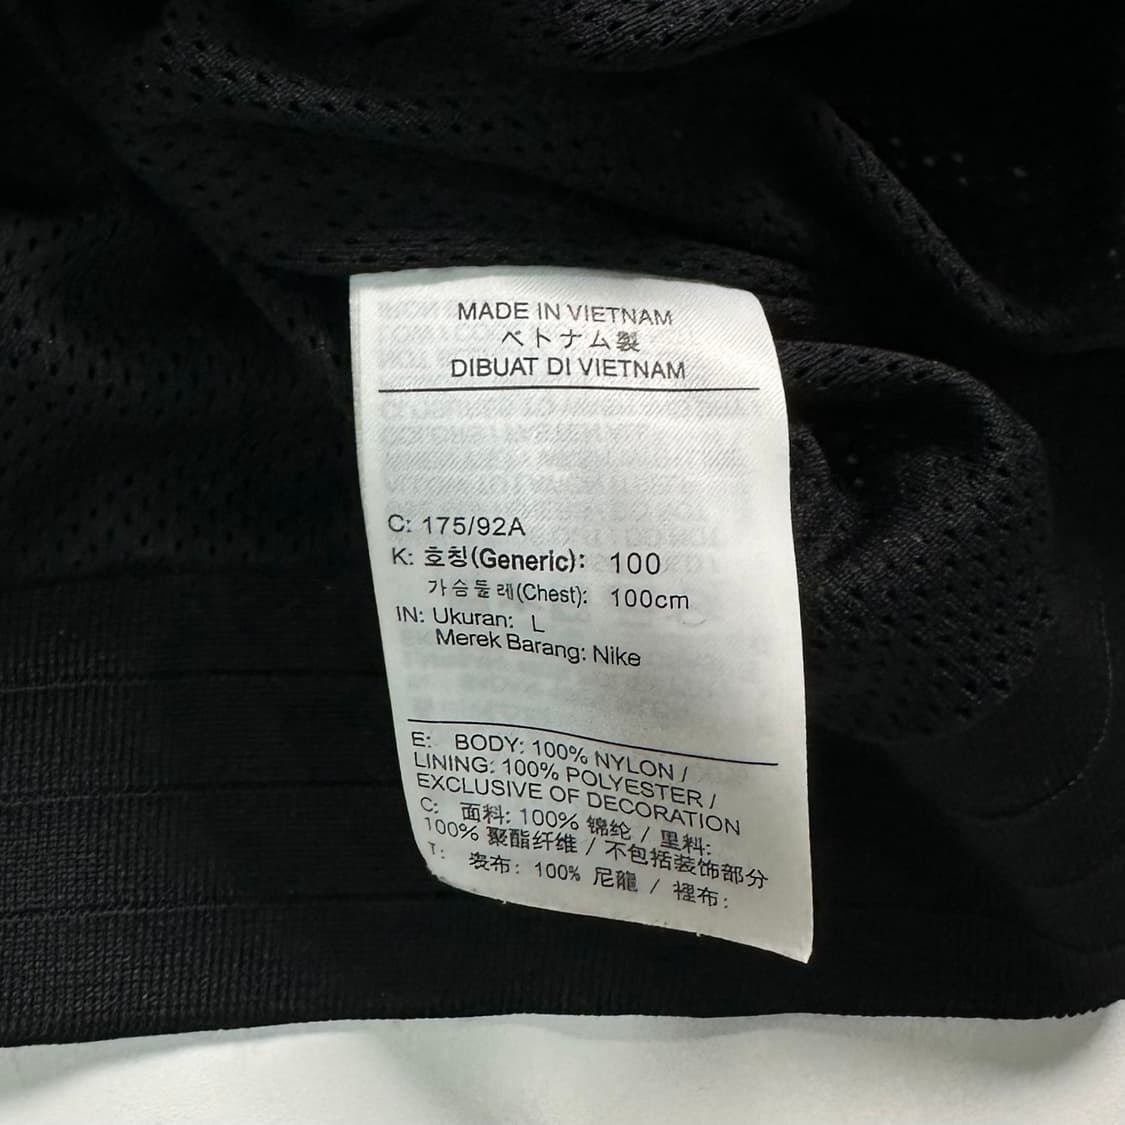 MADE IN VIETNAM
ベトナム製
DIBUAT DI VIETNAM
C: 175/92A
K: 호칭(Generic): 100
가슴둘레(Chest): 100cm
IN: Ukuran: L
Merek Barang: Nike
E: BODY: 100% NYLON /
LINING: 100% POLYESTER /
EXCLUSIVE OF DECORATION
C: 面料: 100% 锦纶 / 里料:
100% 聚酯纤维 / 不包括装饰部分
T: 表布: 100% 尼龍 / 裡布: